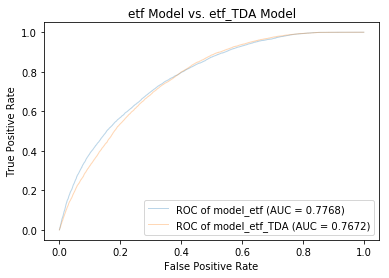 etf Model vs. etf_TDA Model
True Positive Rate
1.0
0.8
0.6
0.4
0.2
0.0
ROC of model_etf (AUC = 0.7768)
ROC of model_etf_TDA (AUC = 0.7672)
0.0 0.2 0.4 0.6 0.8 1.0
False Positive Rate